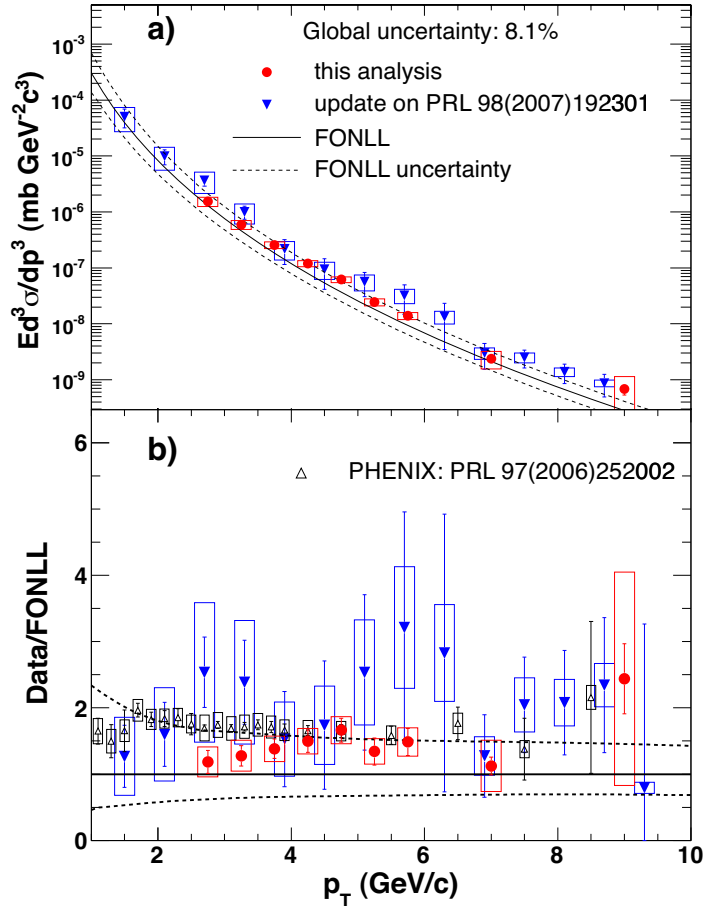 a)
Global uncertainty: 8.1%
this analysis
update on PRL 98(2007)192301
FONLL
FONLL uncertainty
10⁻³
10⁻⁴
10⁻⁵
10⁻⁶
10⁻⁷
10⁻⁸
10⁻⁹
Ed³σ/dp³ (mb GeV⁻²c³)
b)
PHENIX: PRL 97(2006)252002
6
4
2
0
Data/FONLL
2 4 6 8 10
p_T (GeV/c)